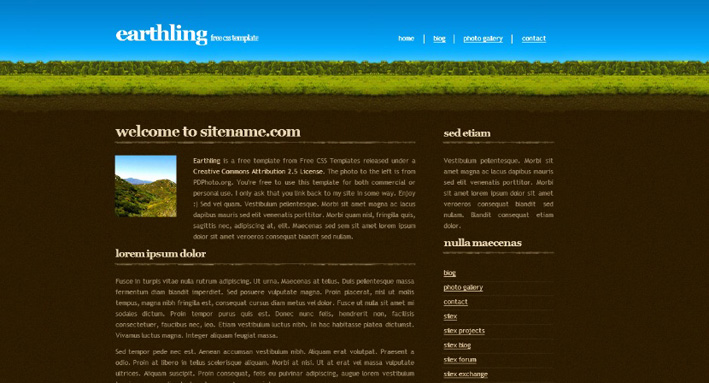 earthling free css template
home blog photo gallery contact
welcome to sitename.com
Earthling is a free template from Free CSS Templates released under a
Creative Commons Attribution 2.5 License. The photo to the left is from
PDPhoto.org. You're free to use this template for both commercial or
personal use. I only ask that you link back to my site in some way. Enjoy
:) Sed vel quam. Vestibulum pellentesque. Morbi sit amet magna ac lacus
dapibus mauris sed elit venenatis porttitor. Morbi quam nisl, fringilla quis,
sagittis nec, adipiscing at, elit. Maecenas sed sem sit amet lorem ipsum
dolor sit amet veroeros consequat blandit sed nullam.
lorem ipsum dolor
Fusce in turpis vitae nulla rutrum adipiscing. Ut urna. Maecenas at tellus. Duis pellentesque massa
fermentum diam blandit imperdiet. Sed posuere vulputate magna. Proin placerat, nisl ut mollis
tempus, magna nibh fringilla est, consequat cursus diam metus vel dolor. Fusce ut nulla sit amet mi
sodales dictum. Proin tempor purus quis est. Donec nunc felis, hendrerit non, facilisis
consectetuer, faucibus nec, leo. Etiam vestibulum luctus nibh. In hac habitasse platea dictumst.
Vivamus luctus magna. Integer aliquam feugiat massa.
Sed tempor pede nec est. Aenean accumsan vestibulum nibh. Aliquam erat volutpat. Praesent a
odio. Proin at libero in tellus scelerisque aliquam. Morbi at nisl. Ut at erat vel massa vulputate
ultrices. Aliquam suscipit. Proin consequat, felis eu pulvinar adipiscing, augue lorem vestibulum
sed etiam
Vestibulum pellentesque. Morbi sit
amet magna ac lacus dapibus mauris
sed elit venenatis porttitor. Morbi
sit dolor amet lorem ipsum veroeros consequat blandit sed
nullam. Blandit consequat etiam
dolor.
nulla maecenas
blog
photo gallery
contact
sliex
sliex projects
sliex blog
sliex forum
sliex exchange